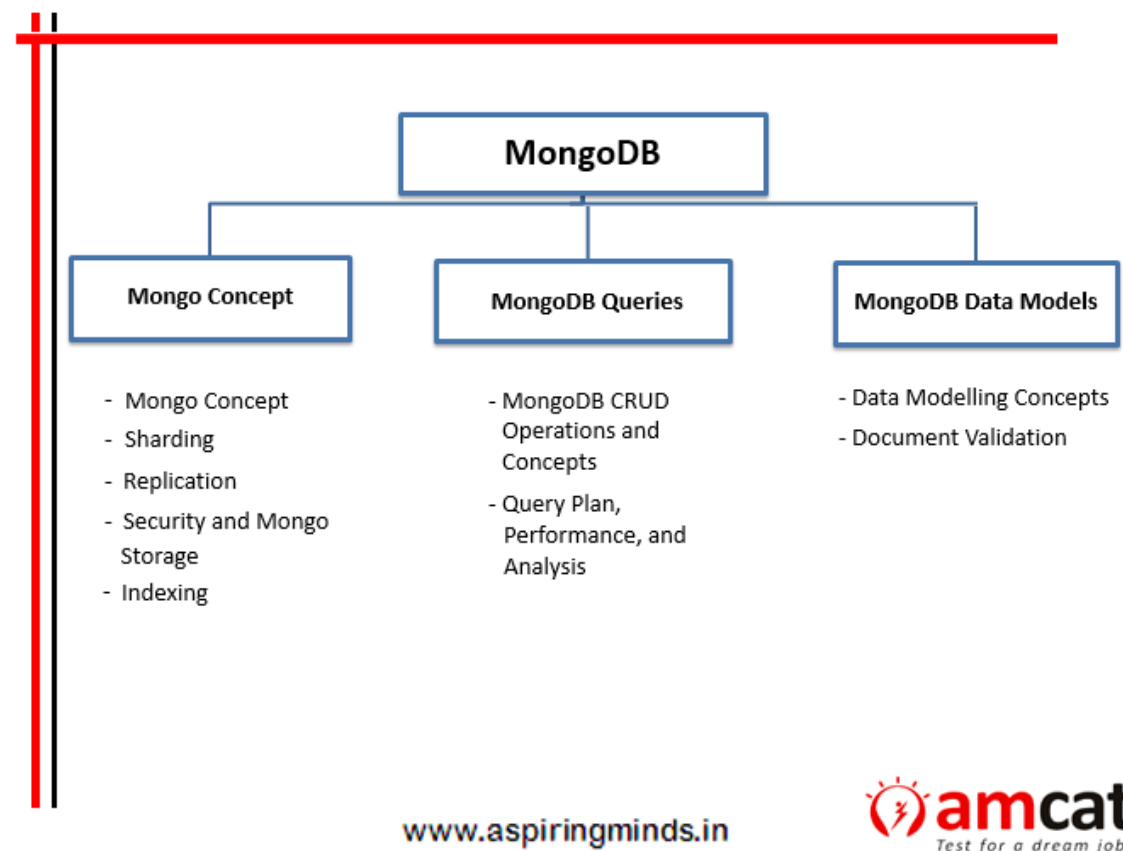 MongoDB
Mongo Concept
- Mongo Concept
- Sharding
- Replication
- Security and Mongo
Storage
- Indexing
MongoDB Queries
- MongoDB CRUD
Operations and
Concepts
- Query Plan,
Performance, and
Analysis
MongoDB Data Models
- Data Modelling Concepts
- Document Validation
www.aspiringminds.in
amcat
Test for a dream job